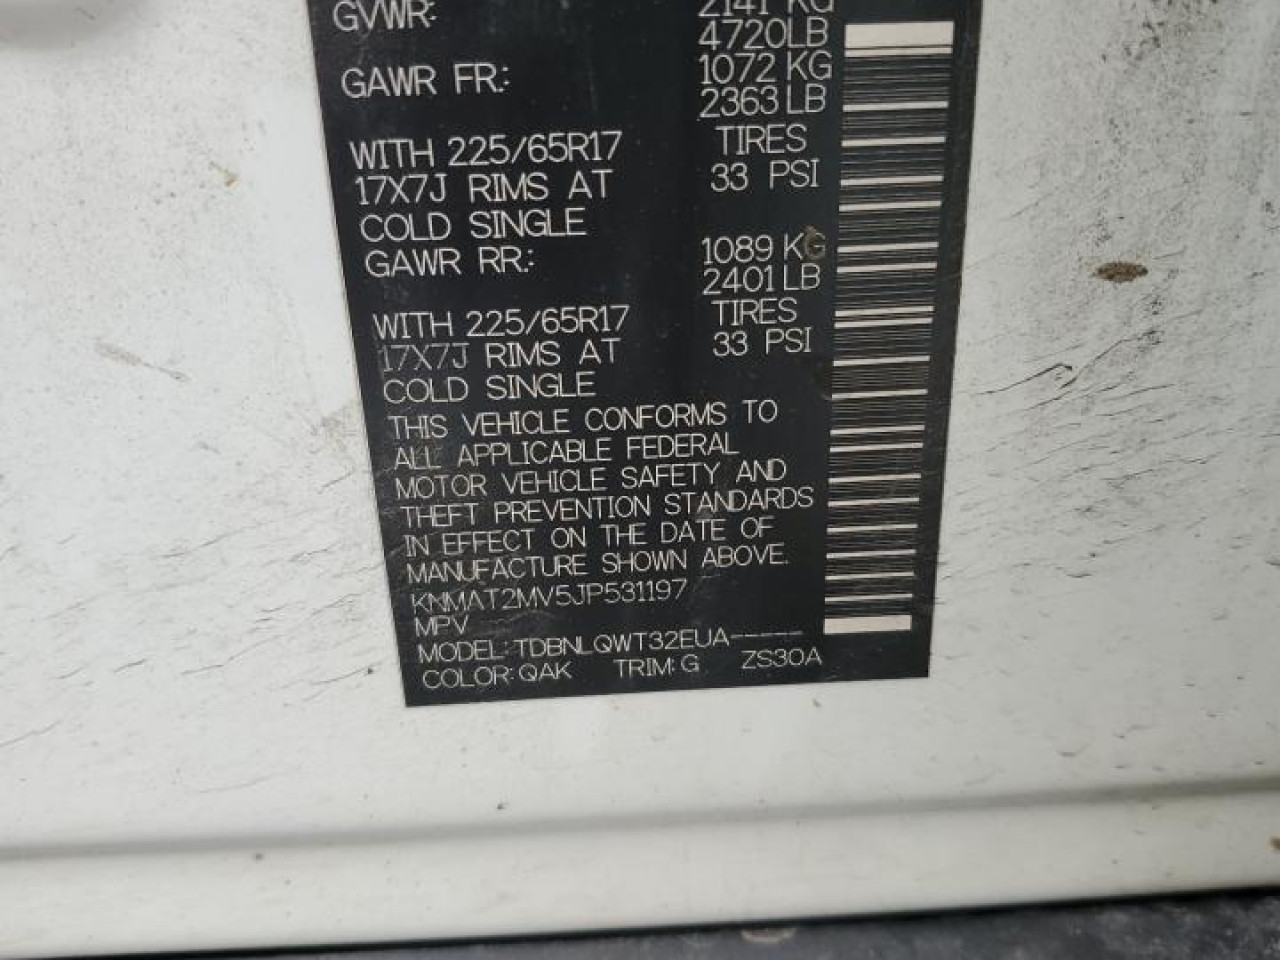 GVWR: 2141 KG
4720LB
GAWR FR.: 1072 KG
2363 LB
WITH 225/65R17 TIRES
17X7J RIMS AT 33 PSI
COLD SINGLE
GAWR RR.: 1089 KG
2401 LB
WITH 225/65R17 TIRES
17X7J RIMS AT 33 PSI
COLD SINGLE
THIS VEHICLE CONFORMS TO
ALL APPLICABLE FEDERAL
MOTOR VEHICLE SAFETY AND
THEFT PREVENTION STANDARDS
IN EFFECT ON THE DATE OF
MANUFACTURE SHOWN ABOVE.
KNMAT2MV5JP531197
MPV
MODEL: TDBNLQWT32EUA-----
COLOR: QAK TRIM: G ZS30A